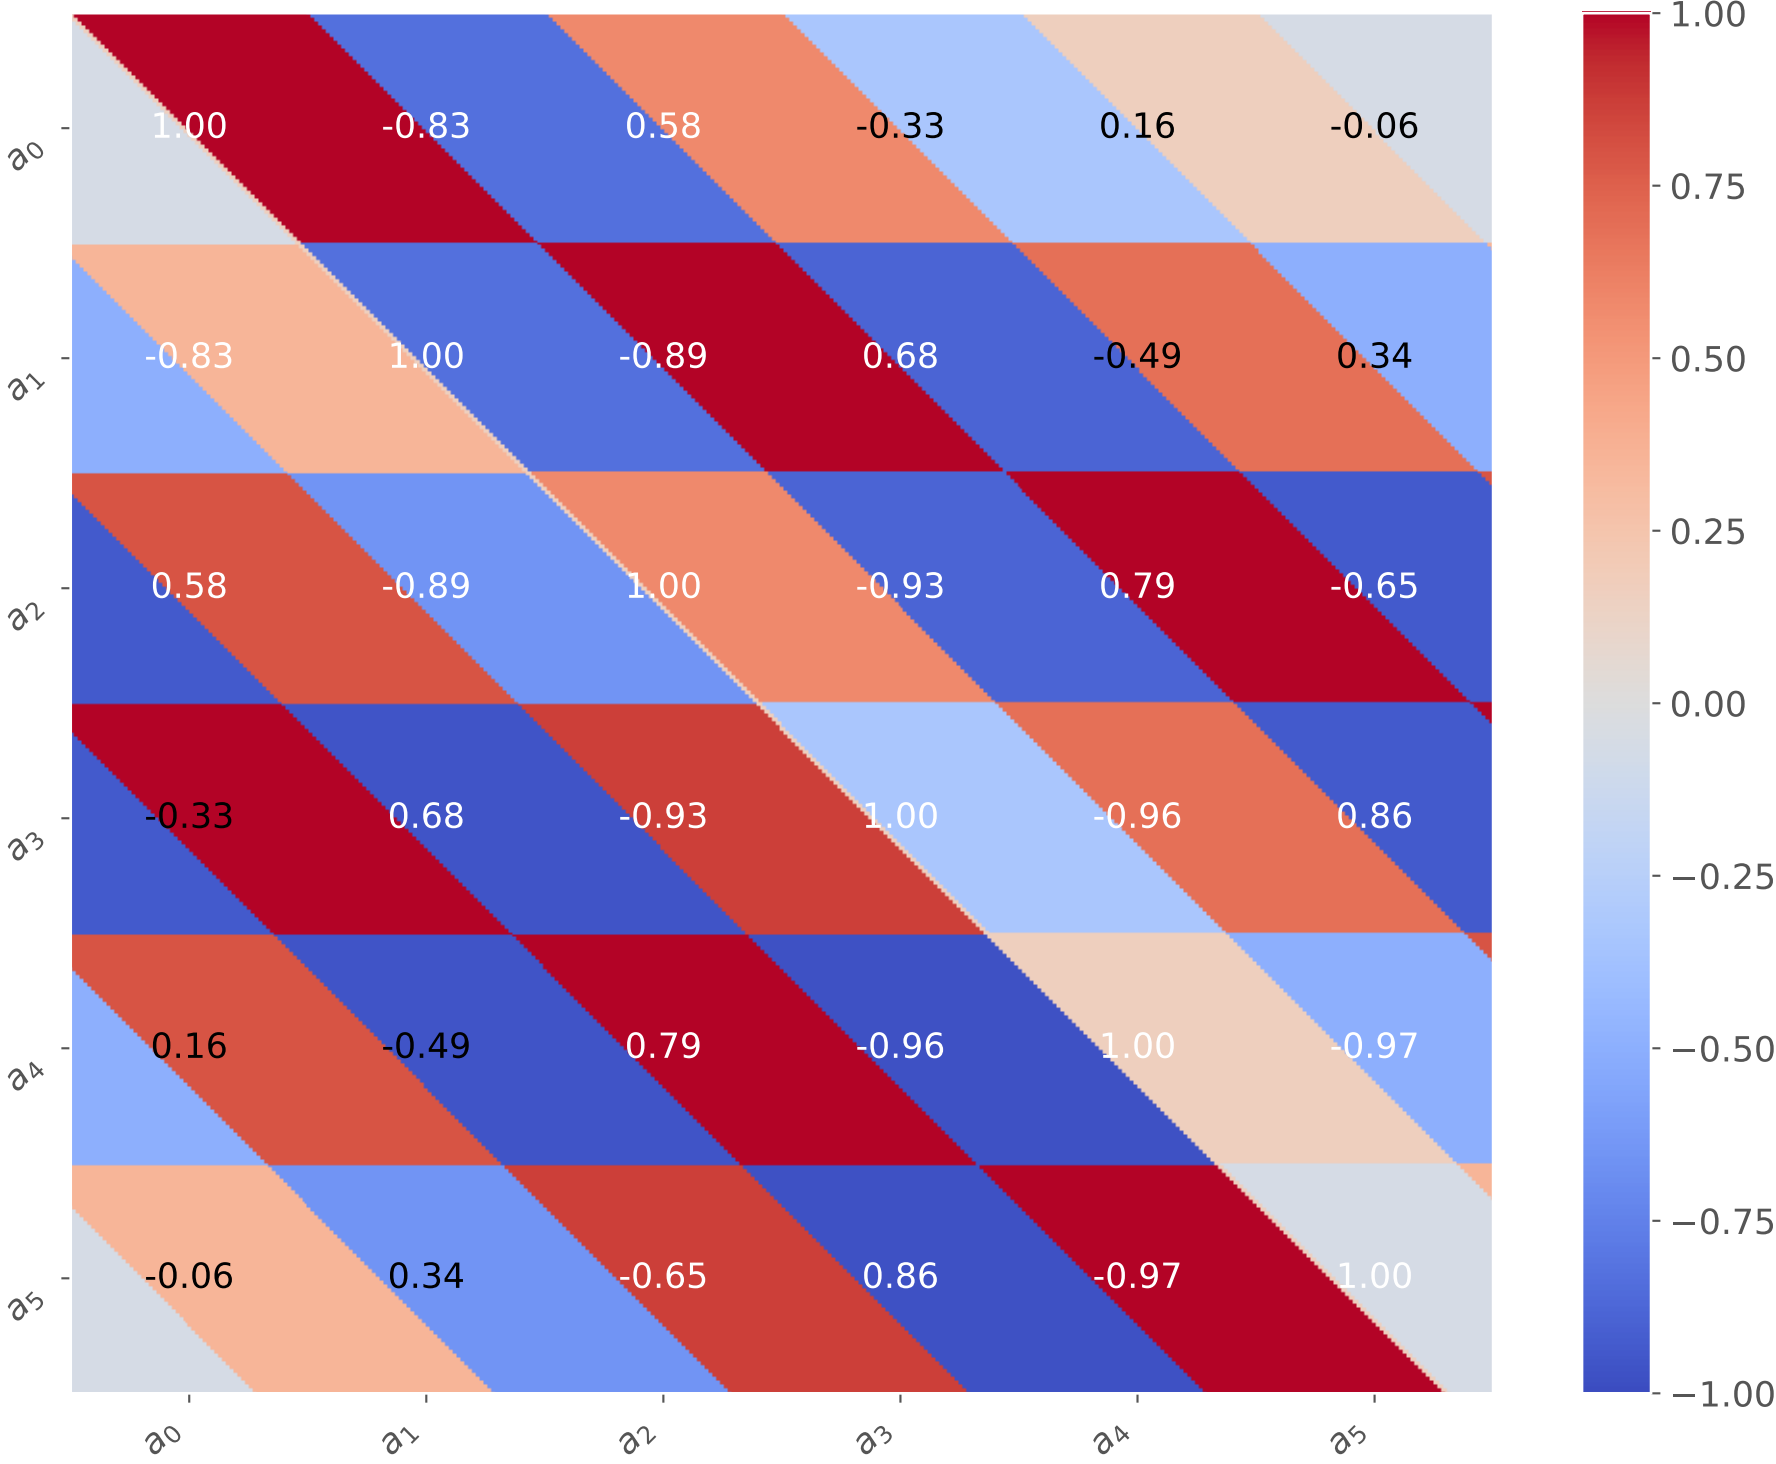 1.00
a₀ 1.00 -0.83 0.58 -0.33 0.16 -0.06
0.75
a₁ -0.83 1.00 -0.89 0.68 -0.49 0.34
0.50
0.25
a₂ 0.58 -0.89 1.00 -0.93 0.79 -0.65
0.00
a₃ -0.33 0.68 -0.93 1.00 -0.96 0.86
−0.25
a₄ 0.16 -0.49 0.79 -0.96 1.00 -0.97
−0.50
−0.75
a₅ -0.06 0.34 -0.65 0.86 -0.97 1.00
−1.00
a₀ a₁ a₂ a₃ a₄ a₅